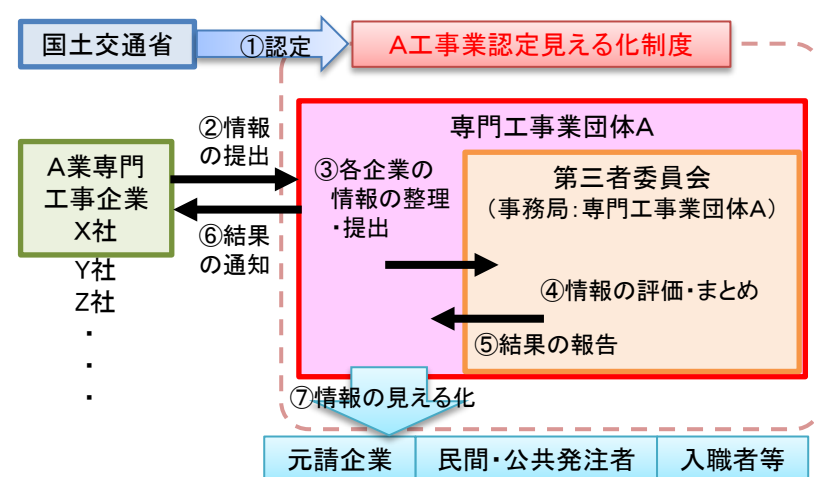 国土交通省
①認定
A工事業認定見える化制度
専門工事業団体A
②情報
の提出
A業専門
工事企業
X社
Y社
Z社
・
・
・
③各企業の
情報の整理
・提出
第三者委員会
（事務局：専門工事業団体A）
⑥結果
の通知
④情報の評価・まとめ
⑤結果の報告
⑦情報の見える化
元請企業
民間・公共発注者
入職者等